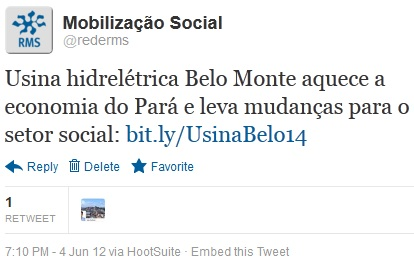 RMS
Mobilização Social
@rederms
Usina hidrelétrica Belo Monte aquece a
economia do Pará e leva mudanças para o
setor social: bit.ly/UsinaBelo14
Reply Delete Favorite
1
RETWEET
7:10 PM - 4 Jun 12 via HootSuite · Embed this Tweet